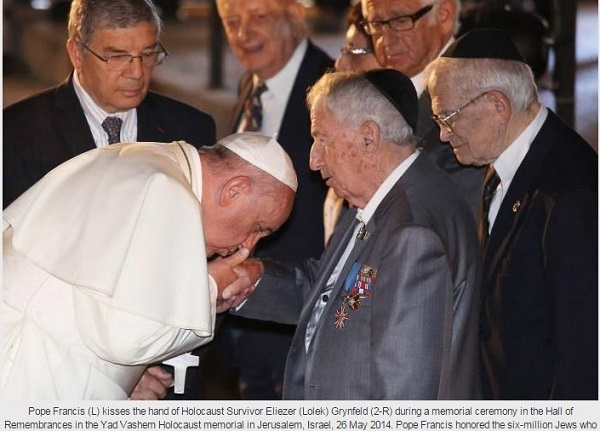 Pope Francis (L) kisses the hand of Holocaust Survivor Eliezer (Lolek) Grynfeld (2-R) during a memorial ceremony in the Hall of
Remembrances in the Yad Vashem Holocaust memorial in Jerusalem, Israel, 26 May 2014. Pope Francis honored the six-million Jews who